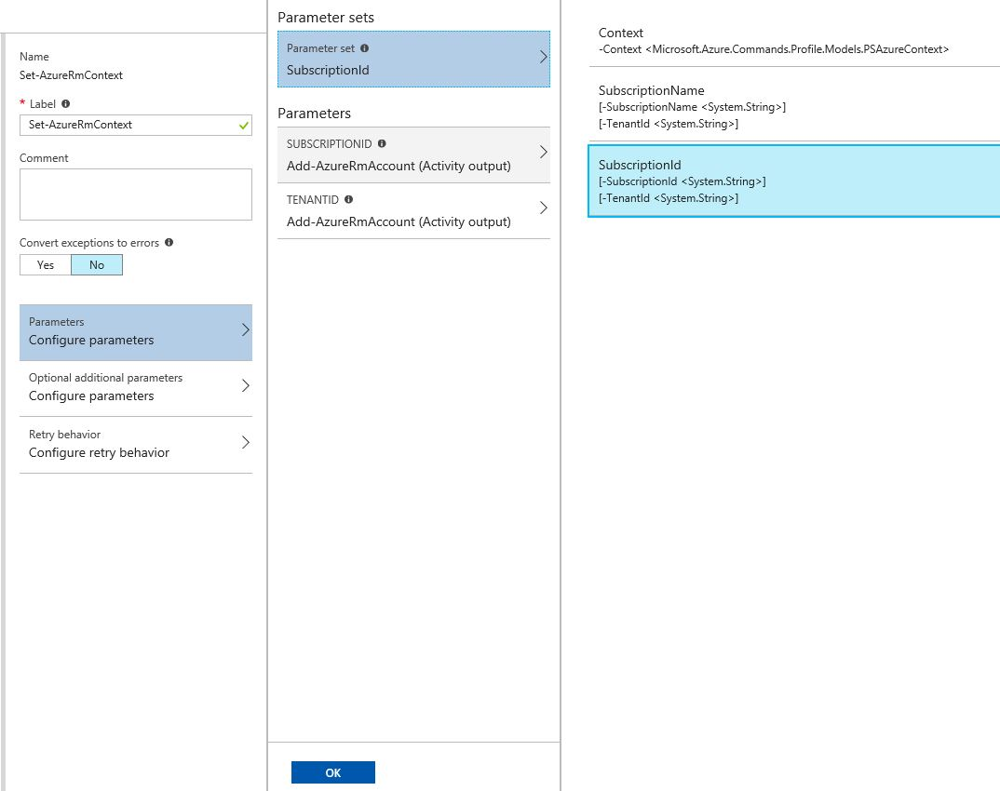 Name
Set-AzureRmContext
* Label
Set-AzureRmContext
Comment
Convert exceptions to errors
Yes No
Parameters
Configure parameters
Optional additional parameters
Configure parameters
Retry behavior
Configure retry behavior
Parameter sets
Parameter set
SubscriptionId
Parameters
SUBSCRIPTIONID
Add-AzureRmAccount (Activity output)
TENANTID
Add-AzureRmAccount (Activity output)
OK
Context
-Context <Microsoft.Azure.Commands.Profile.Models.PSAzureContext>
SubscriptionName
[-SubscriptionName <System.String>]
[-TenantId <System.String>]
SubscriptionId
[-SubscriptionId <System.String>]
[-TenantId <System.String>]